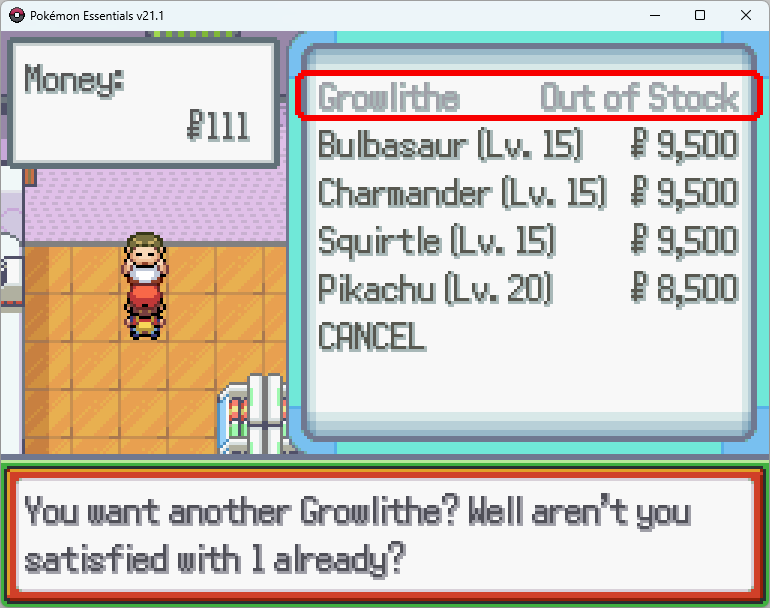 Pokémon Essentials v21.1
Money:
₽111
Growlithe Out of Stock
Bulbasaur (Lv. 15) ₽ 9,500
Charmander (Lv. 15) ₽ 9,500
Squirtle (Lv. 15) ₽ 9,500
Pikachu (Lv. 20) ₽ 8,500
CANCEL
You want another Growlithe? Well aren't you
satisfied with 1 already?